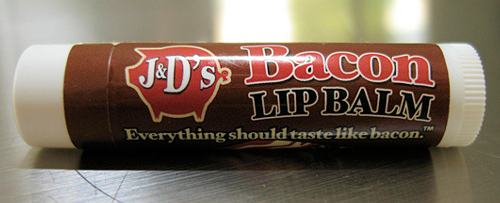 J&D's
Bacon
LIP BALM
Everything should taste like bacon.™